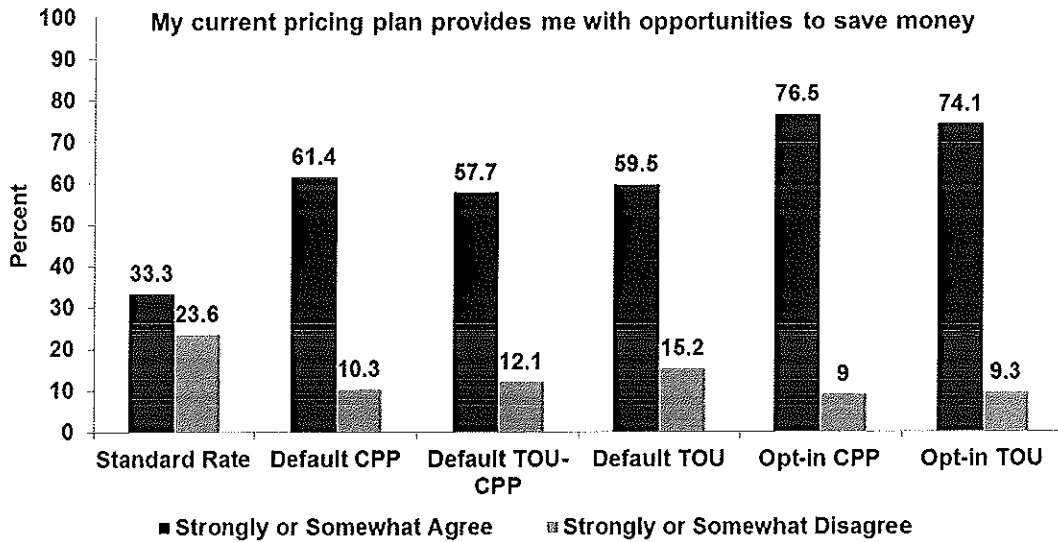 My current pricing plan provides me with opportunities to save money
100
90
80
70
60
50
40
30
20
10
0
Percent
33.3
23.6
61.4
10.3
57.7
12.1
59.5
15.2
76.5
9
74.1
9.3
Standard Rate
Default CPP
Default TOU-
CPP
Default TOU
Opt-in CPP
Opt-in TOU
Strongly or Somewhat Agree
Strongly or Somewhat Disagree